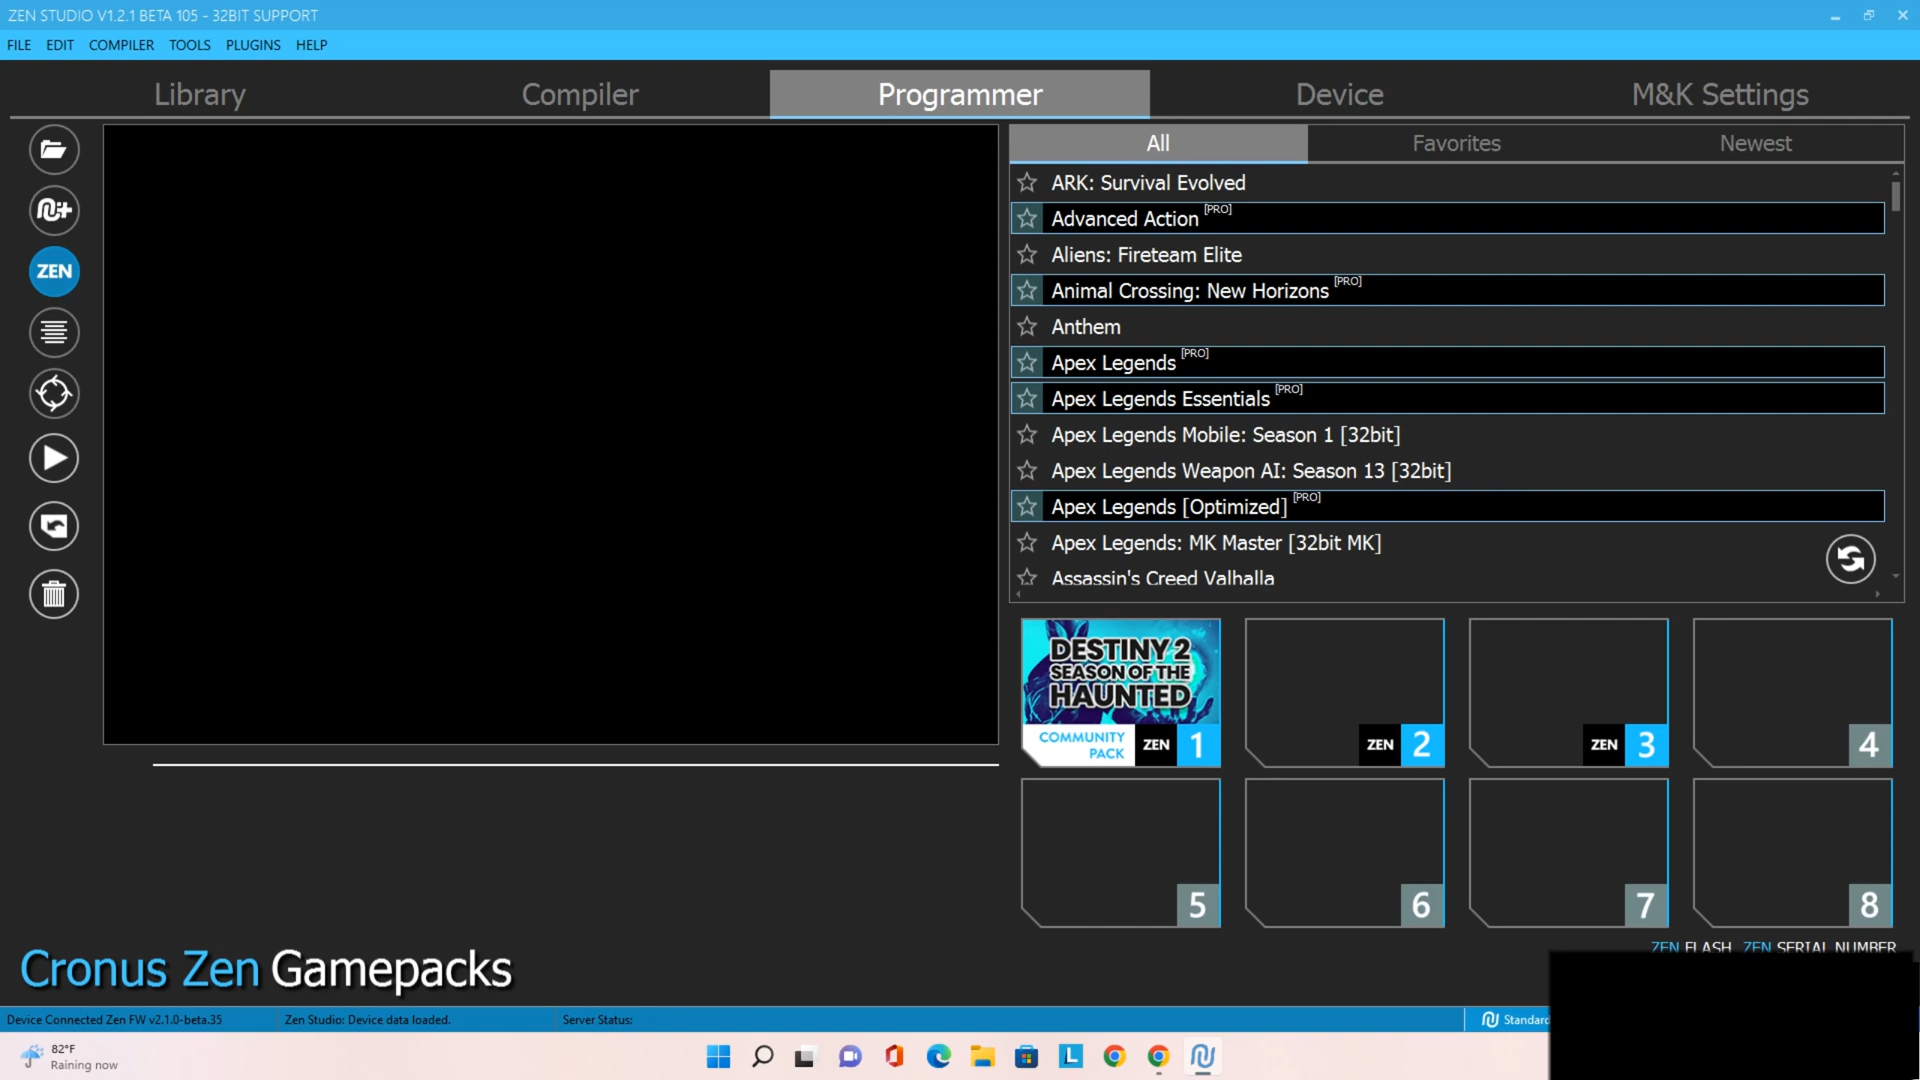 ZEN STUDIO V1.2.1 BETA 105 - 32BIT SUPPORT
FILE EDIT COMPILER TOOLS PLUGINS HELP
Library Compiler Programmer Device M&K Settings
All Favorites Newest
ZEN
ARK: Survival Evolved
Advanced Action [PRO]
Aliens: Fireteam Elite
Animal Crossing: New Horizons [PRO]
Anthem
Apex Legends [PRO]
Apex Legends Essentials [PRO]
Apex Legends Mobile: Season 1 [32bit]
Apex Legends Weapon AI: Season 13 [32bit]
Apex Legends [Optimized] [PRO]
Apex Legends: MK Master [32bit MK]
Assassin's Creed Valhalla
DESTINY 2
SEASON OF THE
HAUNTED
COMMUNITY
PACK
ZEN 1
ZEN 2
ZEN 3
4
5
6
7
8
ZEN FLASH ZEN SERIAL NUMBER
Cronus Zen Gamepacks
Device Connected Zen FW v2.1.0-beta.35 Zen Studio: Device data loaded. Server Status: Standard
82°F
Raining now